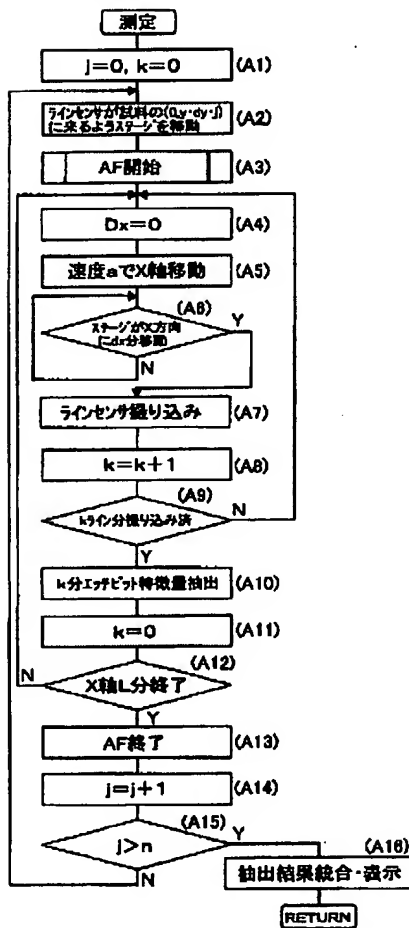 測定
j=0, k=0 (A1)
ラインセンサが試料の(0,y·dy·j)
に来るようステージを移動 (A2)
AF開始 (A3)
Dx=0 (A4)
速度aでX軸移動 (A5)
(A6)
ステージがX方向
にdx分移動
Y
N
ラインセンサ撮り込み (A7)
k=k+1 (A8)
(A9)
kライン分撮り込み済
N
Y
k分エッチピット特徴量抽出 (A10)
k=0 (A11)
(A12)
X軸L分終了
N
Y
AF終了 (A13)
j=j+1 (A14)
(A15)
j>n
Y
N
(A16)
抽出結果統合·表示
RETURN